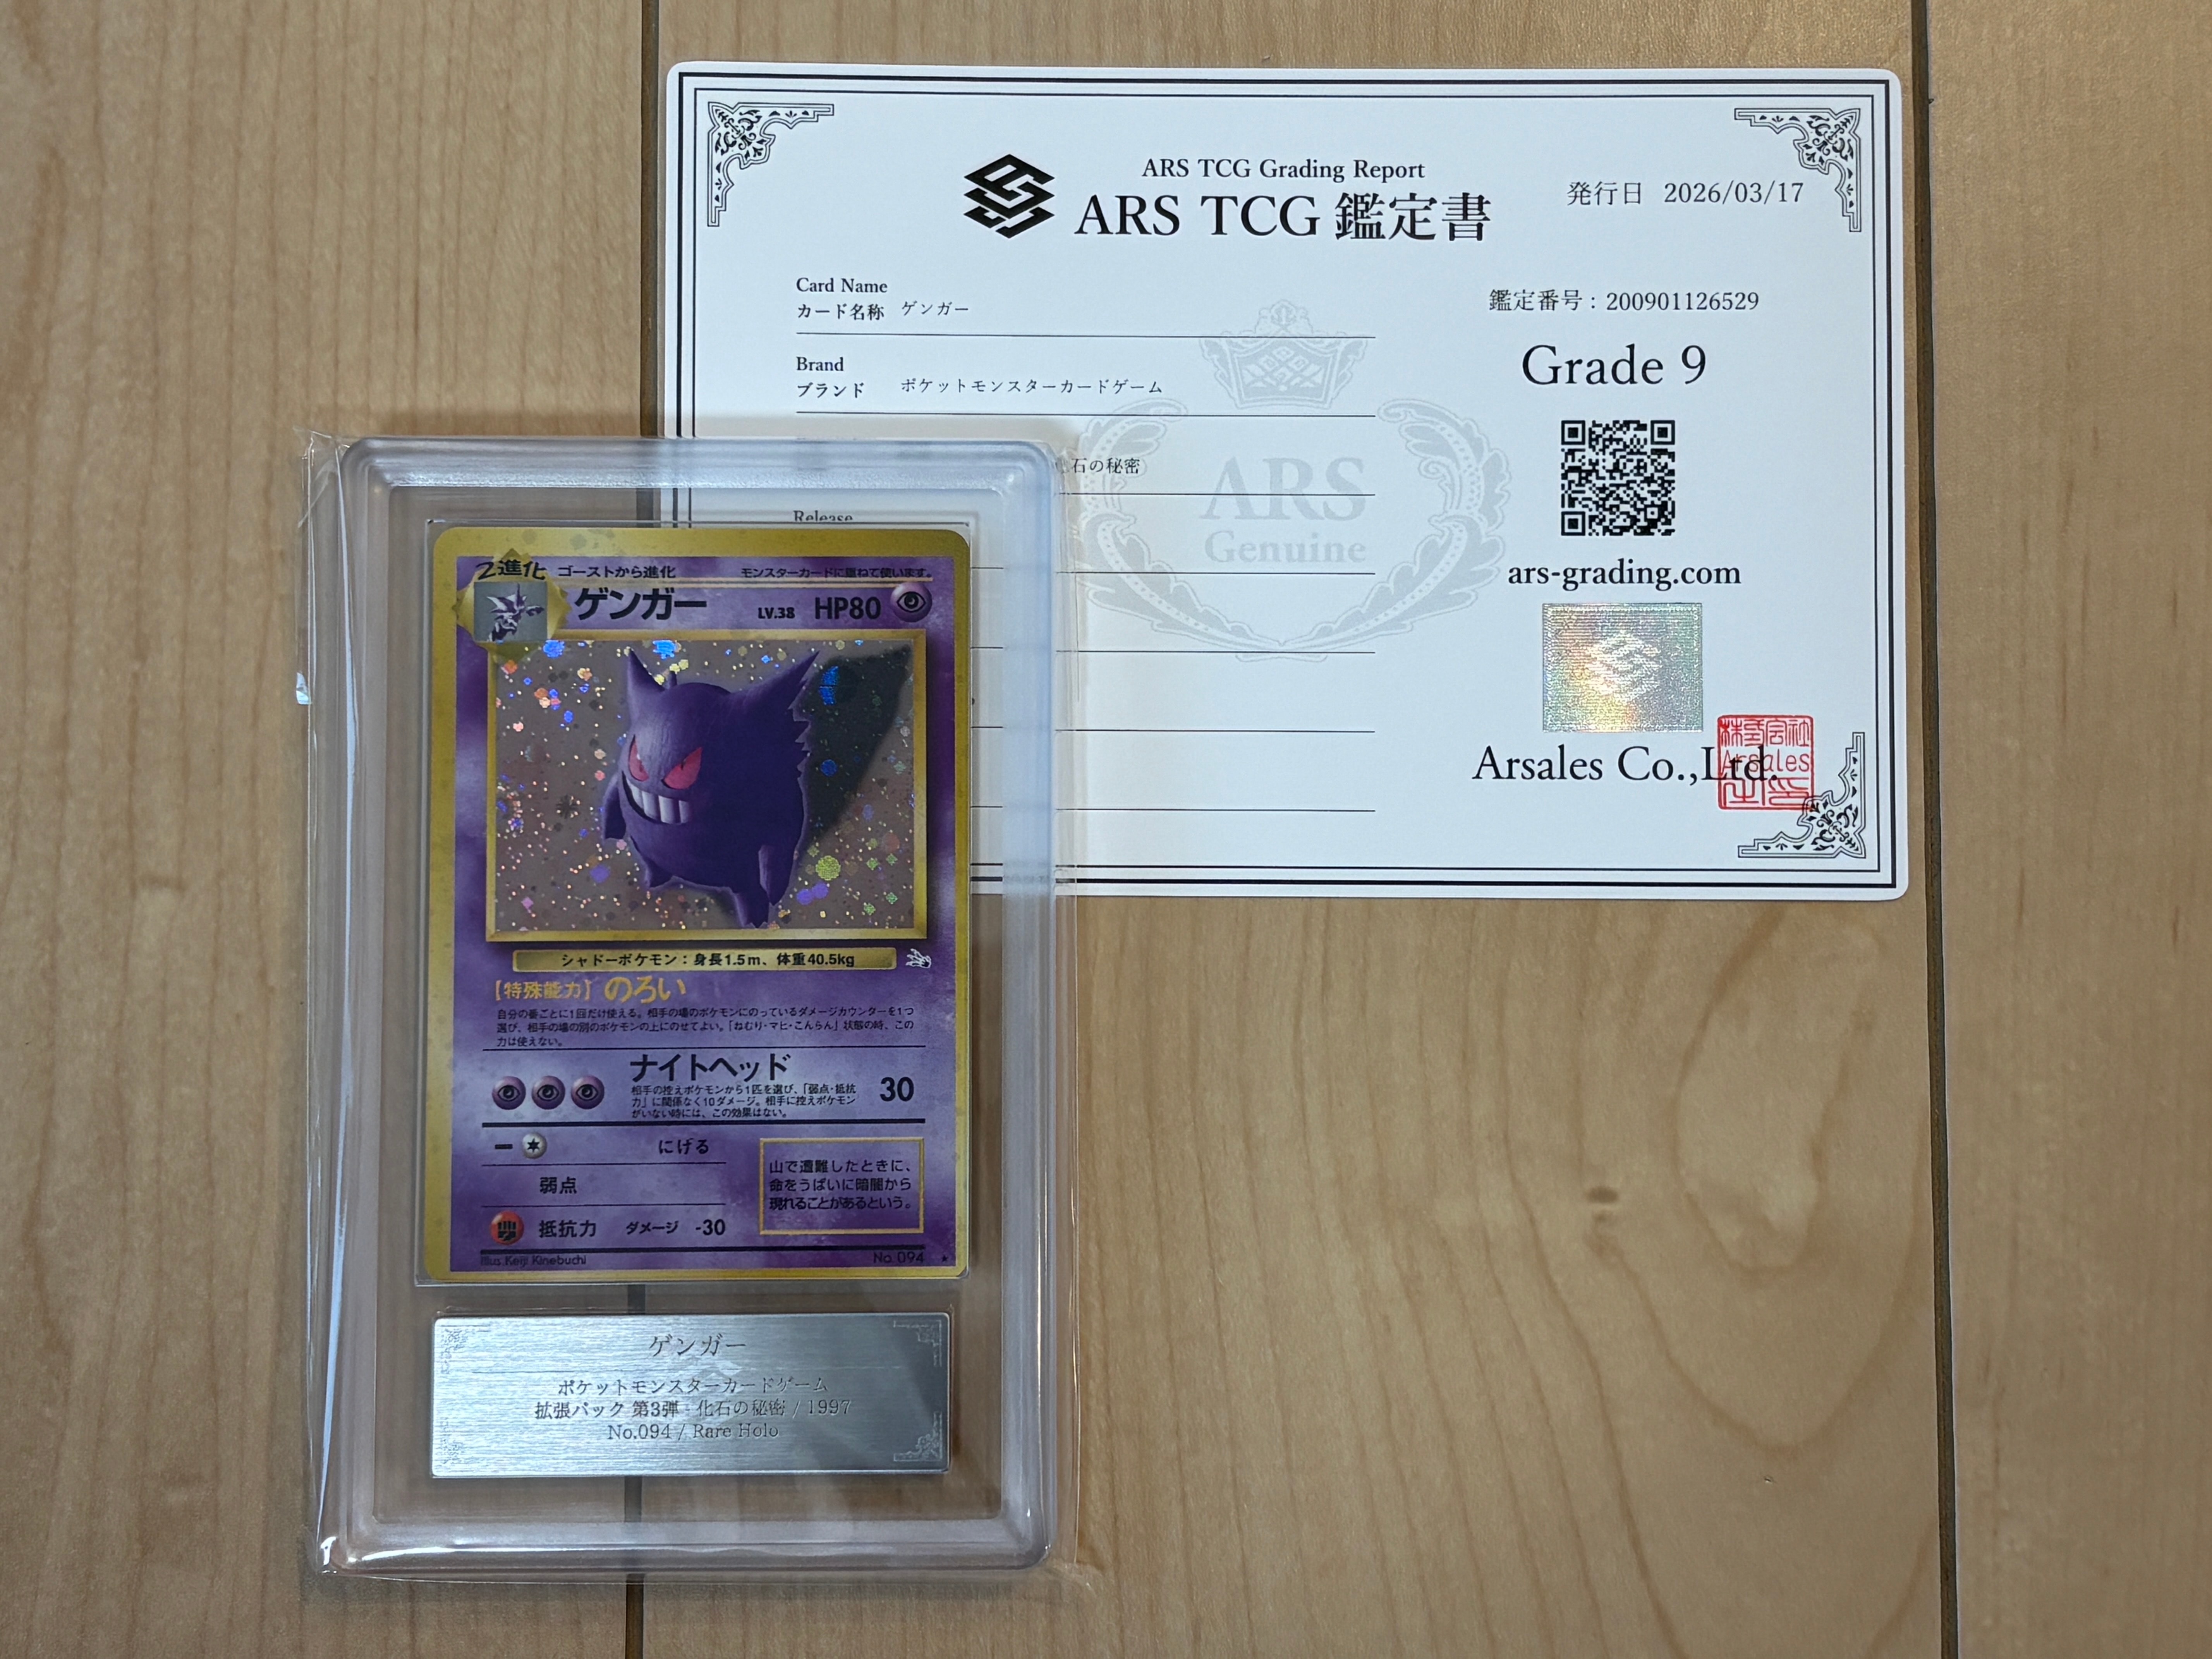 ARS TCG Grading Report
ARS TCG 鑑定書
発行日 2026/03/17
Card Name
カード名称 ゲンガー
鑑定番号 : 200901126529
Brand
ブランド ポケットモンスターカードゲーム
Grade 9
石の秘密
Release
ARS
Genuine
ars-grading.com
Arsales Co.,Ltd.
株式会社
Arsales
2進化 ゴーストから進化 モンスターカードに重ねて使います。
ゲンガー LV.38 HP80
シャドーポケモン：身長1.5m、体重40.5kg
【特殊能力】のろい
自分の番ごとに1回だけ使える。相手の場のポケモンにのっているダメージカウンターを1つ
選び、相手の場の別のポケモンの上にのせてよい。「ねむり・マヒ・こんらん」状態の時、この
力は使えない。
ナイトヘッド 30
相手の控えポケモンから1匹を選び、「弱点・抵抗
力」に関係なく10ダメージ。相手に控えポケモン
がいない時には、この効果はない。
ー にげる
弱点
抵抗力 ダメージ -30
山で遭難したときに、
命をうばいに暗闇から
現れることがあるという。
Illus.Keiji Kinebuchi No.094 ★
ゲンガー
ポケットモンスターカードゲーム
拡張パック 第3弾 - 化石の秘密 / 1997
No.094 / Rare Holo